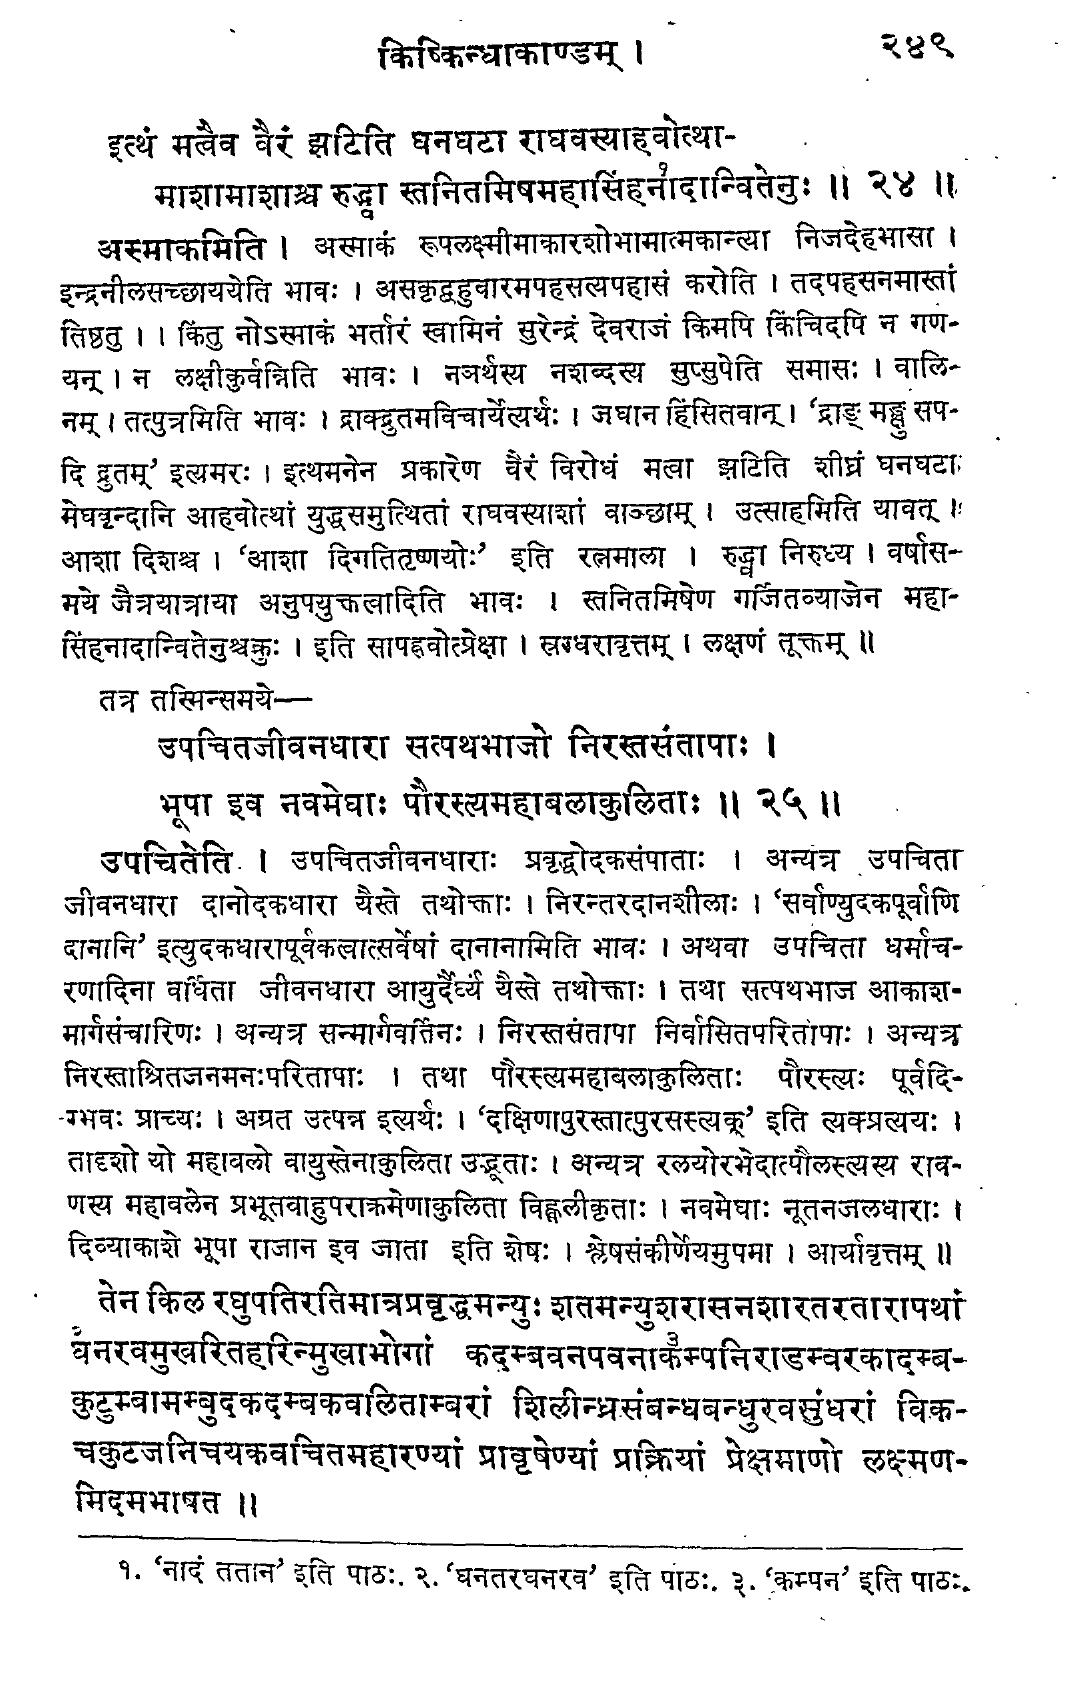 किष्किन्धाकाण्डम् । २४९
इत्थं मत्वैव वैरं झटिति घनघटा राघवस्याहवोत्था-
माशामाशाश्च रुद्ध्वा स्तनितमिषमहासिंहनादान्वितेनुः ॥ २४ ॥
अस्माकमिति । अस्माकं रूपलक्ष्मीमाकारशोभामात्मकान्त्या निजदेहभासा ।
इन्द्रनीलसच्छाययेति भावः । असकृद्बहुवारमपहसत्यपहासं करोति । तदपहसनमास्तां
तिष्ठतु । । किंतु नोऽस्माकं भर्तारं स्वामिनं सुरेन्द्रं देवराजं किमपि किंचिदपि न गण-
यन् । न लक्षीकुर्वन्निति भावः । नञर्थस्य नशब्दस्य सुप्सुपेति समासः । वालि-
नम् । तत्पुत्रमिति भावः । द्राक्द्रुतमविचार्येत्यर्थः । जघान हिंसितवान् । ‘द्राङ् मङ्क्षु सप-
दि द्रुतम्’ इत्यमरः । इत्थमनेन प्रकारेण वैरं विरोधं मत्वा झटिति शीघ्रं घनघटाः
मेघवृन्दानि आहवोत्थां युद्धसमुत्थितां राघवस्याशां वाञ्छाम् । उत्साहमिति यावत् ।
आशा दिशश्च । ‘आशा दिगतितृष्णयोः’ इति रत्नमाला । रुद्ध्वा निरुध्य । वर्षास-
मये जैत्रयात्राया अनुपयुक्तत्वादिति भावः । स्तनितमिषेण गर्जितव्याजेन महा-
सिंहनादान्वितेनुश्चक्रुः । इति सापह्नवोत्प्रेक्षा । स्रग्धरावृत्तम् । लक्षणं तूक्तम् ॥
तत्र तस्मिन्समये—
उपचितजीवनधारा सत्पथभाजो निरस्तसंतापाः ।
भूपा इव नवमेघाः पौरस्त्यमहाबलाकुलिताः ॥ २५ ॥
उपचितेति । उपचितजीवनधाराः प्रवृद्धोदकसंपाताः । अन्यत्र उपचिता
जीवनधारा दानोदकधारा यैस्ते तथोक्ताः । निरन्तरदानशीलाः । ‘सर्वाण्युदकपूर्वाणि
दानानि’ इत्युदकधारापूर्वकत्वात्सर्वेषां दानानामिति भावः । अथवा उपचिता धर्माच-
रणादिना वर्धिता जीवनधारा आयुर्दैर्घ्यं यैस्ते तथोक्ताः । तथा सत्पथभाज आकाश-
मार्गसंचारिणः । अन्यत्र सन्मार्गवर्तिनः । निरस्तसंतापा निर्वासितपरितापाः । अन्यत्र
निरस्ताश्रितजनमनःपरितापाः । तथा पौरस्त्यमहाबलाकुलिताः पौरस्त्यः पूर्वदि-
ग्भवः प्राच्यः । अग्रत उत्पन्न इत्यर्थः । ‘दक्षिणापुरस्तात्पुरसस्त्यक्’ इति त्यक्प्रत्ययः ।
तादृशो यो महावलो वायुस्तेनाकुलिता उद्भूताः । अन्यत्र रलयोरभेदात्पौलस्त्यस्य राव-
णस्य महावलेन प्रभूतवाहुपराक्रमेणाकुलिता विह्वलीकृताः । नवमेघाः नूतनजलधाराः ।
दिव्याकाशे भूपा राजान इव जाता इति शेषः । श्लेषसंकीर्णेयमुपमा । आर्यावृत्तम् ॥
तेन किल रघुपतिरतिमात्रप्रवृद्धमन्युः शतमन्युशरासनशारतरतारापथां
घनरवमुखरितहरिन्मुखाभोगां कदम्बवनपवनाकम्पनिराडम्वरकादम्ब-
कुटुम्बामम्बुदकदम्बकवलिताम्बरां शिलीन्ध्रसंबन्धबन्धुरवसुंधरां विक-
चकुटजनिचयकवचितमहारण्यां प्रावृषेण्यां प्रक्रियां प्रेक्षमाणो लक्ष्मण-
मिदमभाषत ॥
१. ‘नादं ततान’ इति पाठः. २. ‘घनतरघनरव’ इति पाठः. ३. ‘कम्पन’ इति पाठः.